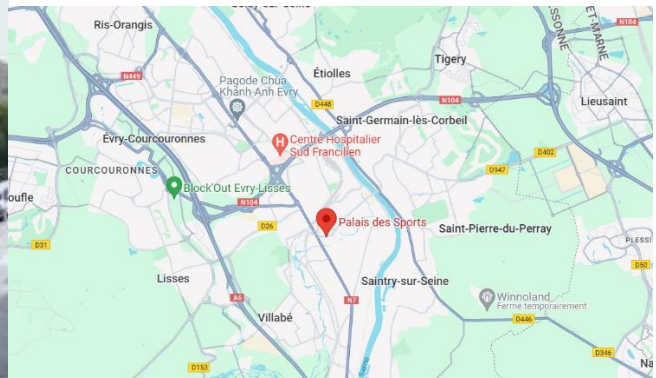 Ris-Orangis
N104
N449
Étiolles
Tigery
Pagode Chùa
Khánh Anh Evry
D448
N104
Lieusaint
Saint-Germain-lès-Corbeil
Centre Hospitalier
Sud Francilien
Évry-Courcouronnes
D402
COURCOURONNES
D947
Block'Out Evry-Lisses
N104
D26
Palais des Sports
Saint-Pierre-du-Perray
D31
D50
Lisses
Saintry-sur-Seine
A6
N7
Winnoland
Fermé temporairement
Villabé
D446
D346
D153
Seine